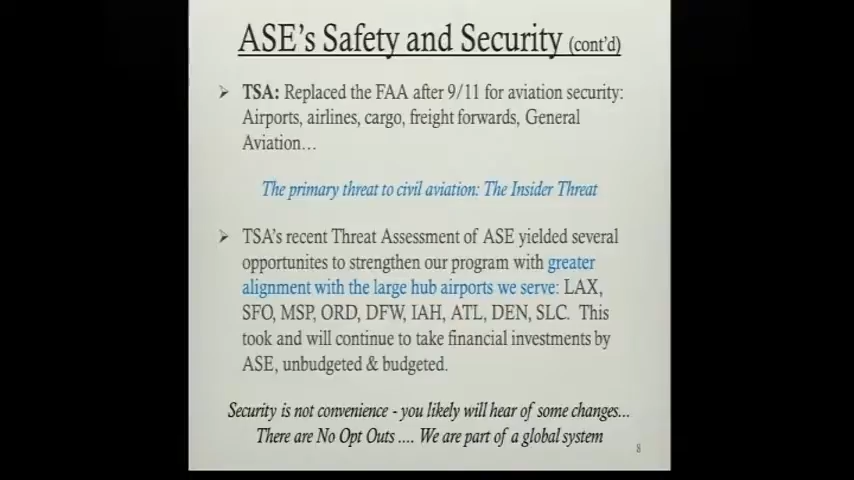 ASE's Safety and Security (cont'd)
➢ TSA: Replaced the FAA after 9/11 for aviation security:
Airports, airlines, cargo, freight forwards, General
Aviation…
The primary threat to civil aviation: The Insider Threat
➢ TSA's recent Threat Assessment of ASE yielded several
opportunites to strengthen our program with greater
alignment with the large hub airports we serve: LAX,
SFO, MSP, ORD, DFW, IAH, ATL, DEN, SLC. This
took and will continue to take financial investments by
ASE, unbudgeted & budgeted.
Security is not convenience - you likely will hear of some changes...
There are No Opt Outs .... We are part of a global system
8